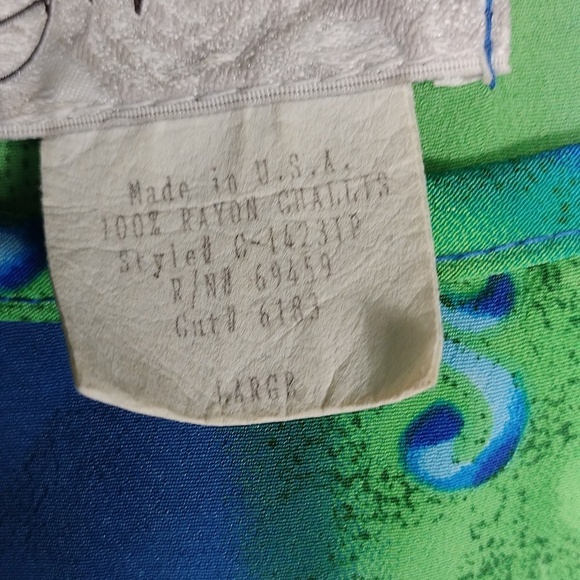 Made in U.S.A.
100% RAYON CHALLIS
Style# G-14231P
R/N# 69459
Cut# 6183
LARGE